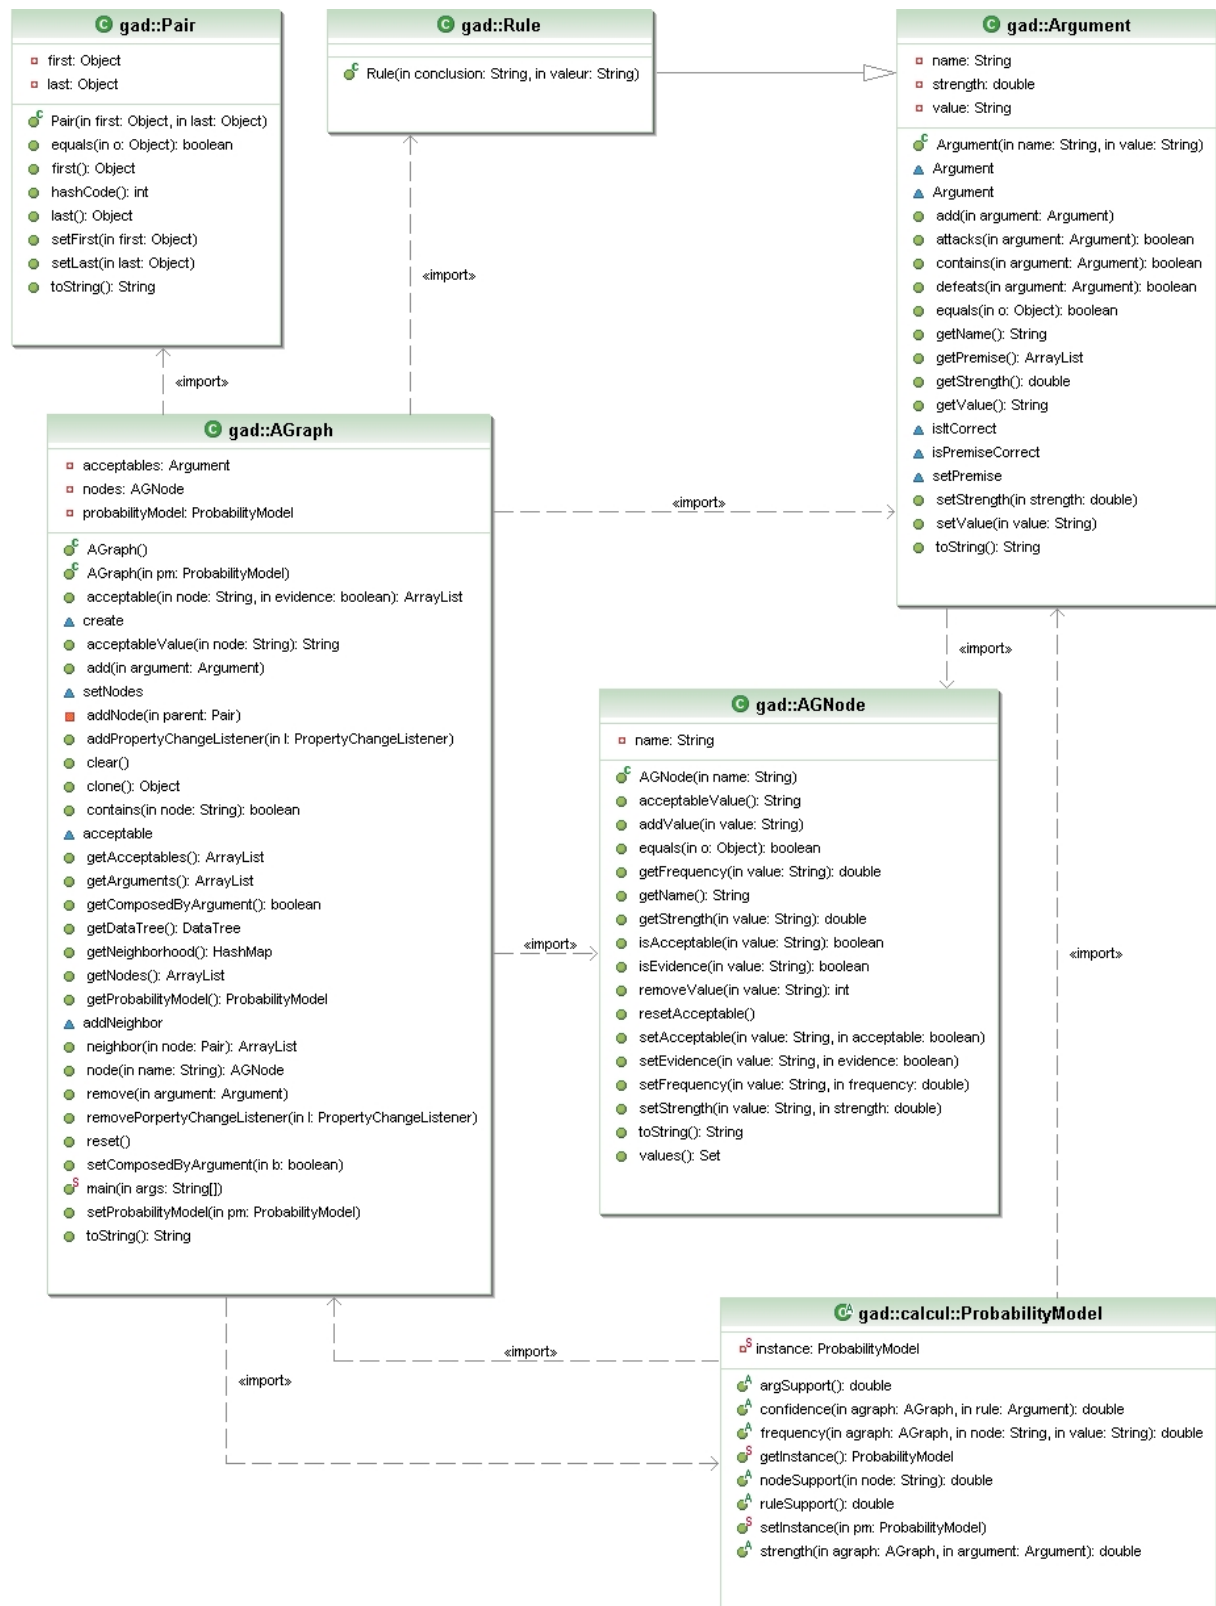 gad::Pair
first: Object
last: Object
Pair(in first: Object, in last: Object)
equals(in o: Object): boolean
first(): Object
hashCode(): int
last(): Object
setFirst(in first: Object)
setLast(in last: Object)
toString(): String
gad::Rule
Rule(in conclusion: String, in valeur: String)
gad::Argument
name: String
strength: double
value: String
Argument(in name: String, in value: String)
Argument
Argument
add(in argument: Argument)
attacks(in argument: Argument): boolean
contains(in argument: Argument): boolean
defeats(in argument: Argument): boolean
equals(in o: Object): boolean
getName(): String
getPremise(): ArrayList
getStrength(): double
getValue(): String
isItCorrect
isPremiseCorrect
setPremise
setStrength(in strength: double)
setValue(in value: String)
toString(): String
«import»
«import»
gad::AGraph
acceptables: Argument
nodes: AGNode
probabilityModel: ProbabilityModel
AGraph()
AGraph(in pm: ProbabilityModel)
acceptable(in node: String, in evidence: boolean): ArrayList
create
acceptableValue(in node: String): String
add(in argument: Argument)
setNodes
addNode(in parent: Pair)
addPropertyChangeListener(in l: PropertyChangeListener)
clear()
clone(): Object
contains(in node: String): boolean
acceptable
getAcceptables(): ArrayList
getArguments(): ArrayList
getComposedByArgument(): boolean
getDataTree(): DataTree
getNeighborhood(): HashMap
getNodes(): ArrayList
getProbabilityModel(): ProbabilityModel
addNeighbor
neighbor(in node: Pair): ArrayList
node(in name: String): AGNode
remove(in argument: Argument)
removePorpertyChangeListener(in l: PropertyChangeListener)
reset()
setComposedByArgument(in b: boolean)
main(in args: String[])
setProbabilityModel(in pm: ProbabilityModel)
toString(): String
«import»
«import»
gad::AGNode
name: String
AGNode(in name: String)
acceptableValue(): String
addValue(in value: String)
equals(in o: Object): boolean
getFrequency(in value: String): double
getName(): String
getStrength(in value: String): double
isAcceptable(in value: String): boolean
isEvidence(in value: String): boolean
removeValue(in value: String): int
resetAcceptable()
setAcceptable(in value: String, in acceptable: boolean)
setEvidence(in value: String, in evidence: boolean)
setFrequency(in value: String, in frequency: double)
setStrength(in value: String, in strength: double)
toString(): String
values(): Set
«import»
«import»
«import»
«import»
gad::calcul::ProbabilityModel
instance: ProbabilityModel
argSupport(): double
confidence(in agraph: AGraph, in rule: Argument): double
frequency(in agraph: AGraph, in node: String, in value: String): double
getInstance(): ProbabilityModel
nodeSupport(in node: String): double
ruleSupport(): double
setInstance(in pm: ProbabilityModel)
strength(in agraph: AGraph, in argument: Argument): double